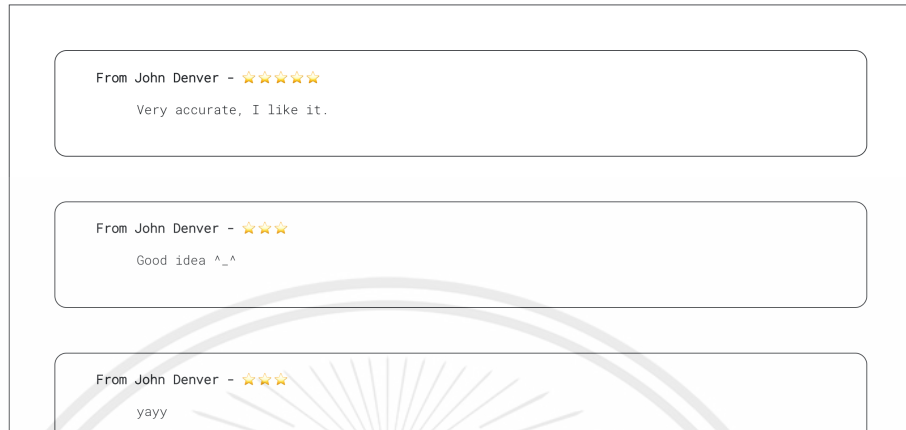 From John Denver - ⭐⭐⭐⭐⭐
Very accurate, I like it.
From John Denver - ⭐⭐⭐
Good idea ^_^
From John Denver - ⭐⭐⭐
yayy